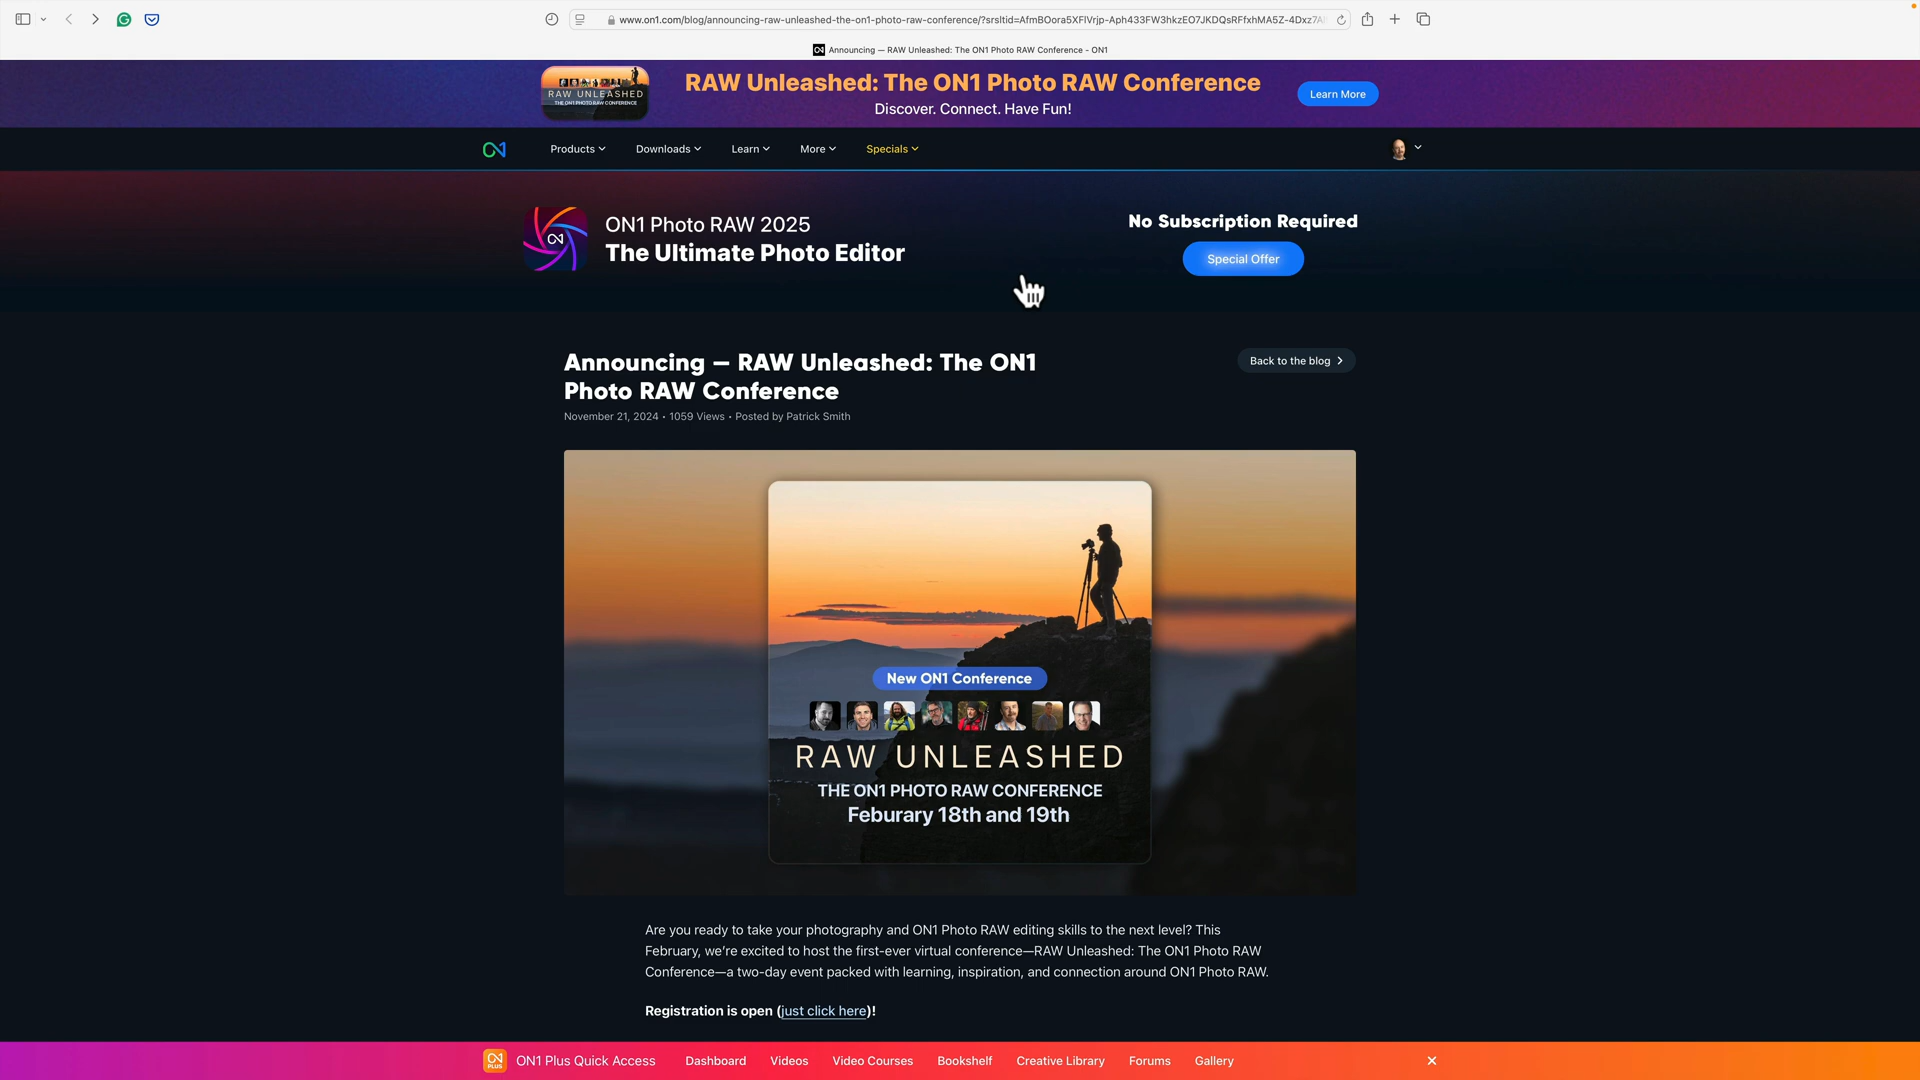 www.on1.com/blog/announcing-raw-unleashed-the-on1-photo-raw-conference/?srsltid=AfmBOora5XFlVrjp-Aph433FW3hkzEO7JKDQsRFfxhMA5Z-4Dxz7A
Announcing — RAW Unleashed: The ON1 Photo RAW Conference - ON1
RAW UNLEASHED
THE ON1 PHOTO RAW CONFERENCE
RAW Unleashed: The ON1 Photo RAW Conference
Discover. Connect. Have Fun!
Learn More
Products
Downloads
Learn
More
Specials
ON1 Photo RAW 2025
The Ultimate Photo Editor
No Subscription Required
Special Offer
Announcing — RAW Unleashed: The ON1
Photo RAW Conference
Back to the blog
November 21, 2024 • 1059 Views • Posted by Patrick Smith
New ON1 Conference
RAW UNLEASHED
THE ON1 PHOTO RAW CONFERENCE
Feburary 18th and 19th
Are you ready to take your photography and ON1 Photo RAW editing skills to the next level? This
February, we’re excited to host the first-ever virtual conference—RAW Unleashed: The ON1 Photo RAW
Conference—a two-day event packed with learning, inspiration, and connection around ON1 Photo RAW.
Registration is open (just click here)!
PLUS
ON1 Plus Quick Access
Dashboard
Videos
Video Courses
Bookshelf
Creative Library
Forums
Gallery